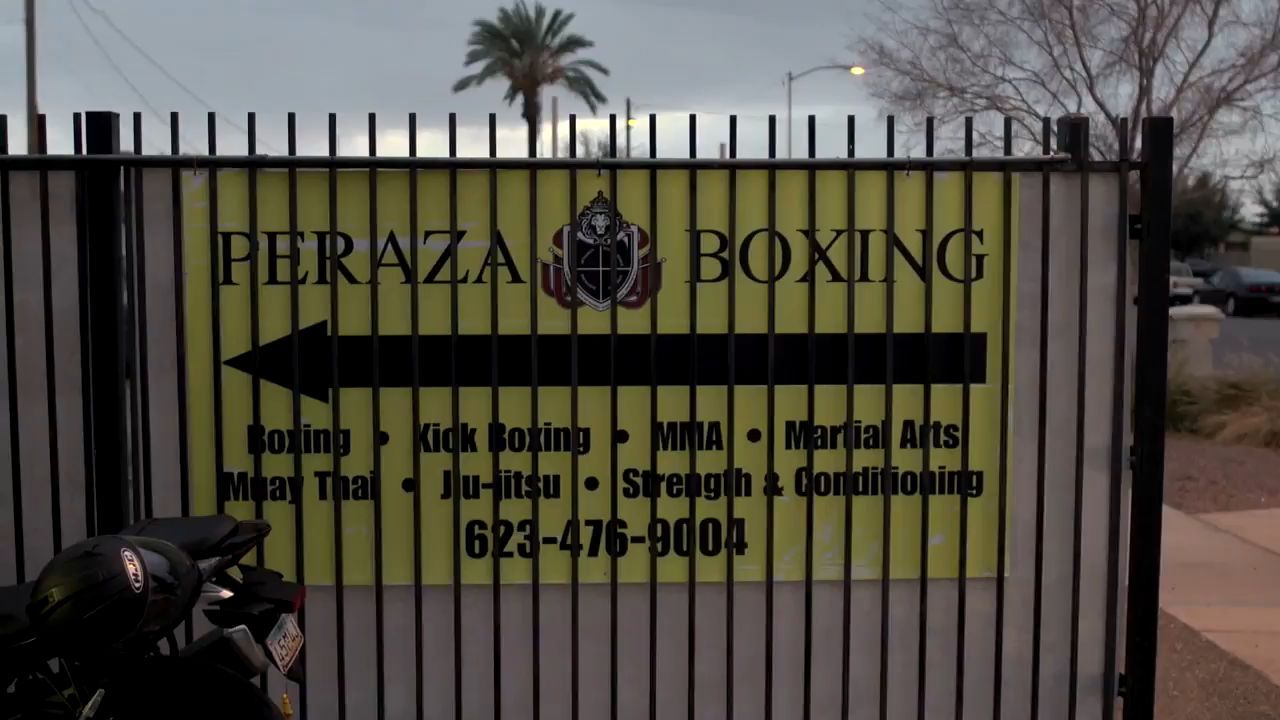 PERAZA BOXING
Boxing • Kick Boxing • MMA • Martial Arts
Muay Thai • Jiu-jitsu • Strength & Conditioning
623-476-9004